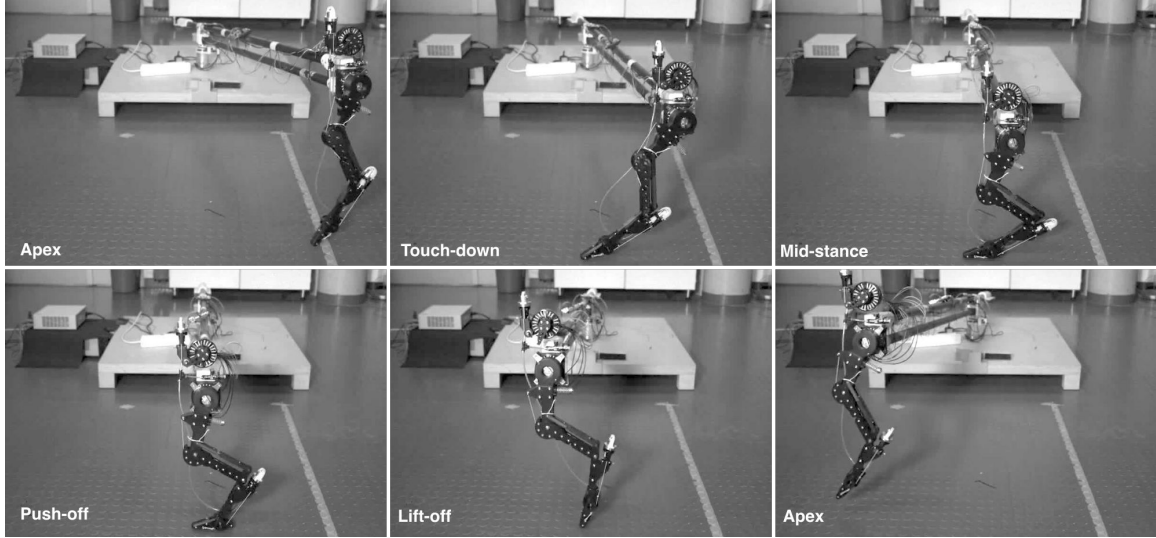 Apex
Touch-down
Mid-stance
Push-off
Lift-off
Apex